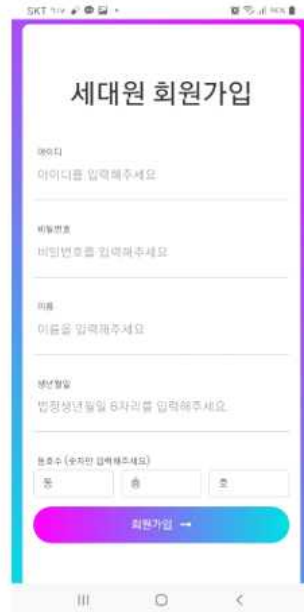 SKT
세대원 회원가입
아이디
아이디를 입력해주세요
비밀번호
비밀번호를 입력해주세요
이름
이름을 입력해주세요
생년월일
법정생년월일 6자리를 입력해주세요
동호수 (숫자만 입력해주세요)
동
층
호
회원가입 →